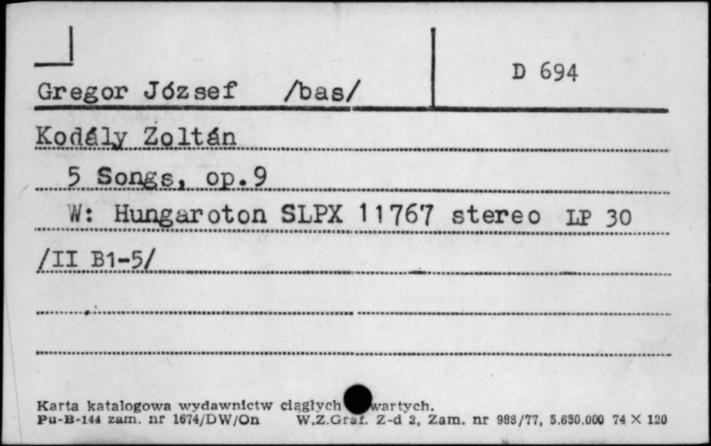 D 694
Gregor József /bas/
Kodály Zoltán
5 Songs, op.9
W: Hungaroton SLPX 11767 stereo LP 30
/II B1-5/
Karta katalogowa wydawnictw ciągłych wartych.
Pu-B-144 zam. nr 1674/DW/On W.Z.Graf. Z-d 2, Zam. nr 988/77, 5.650.000 74 X 120